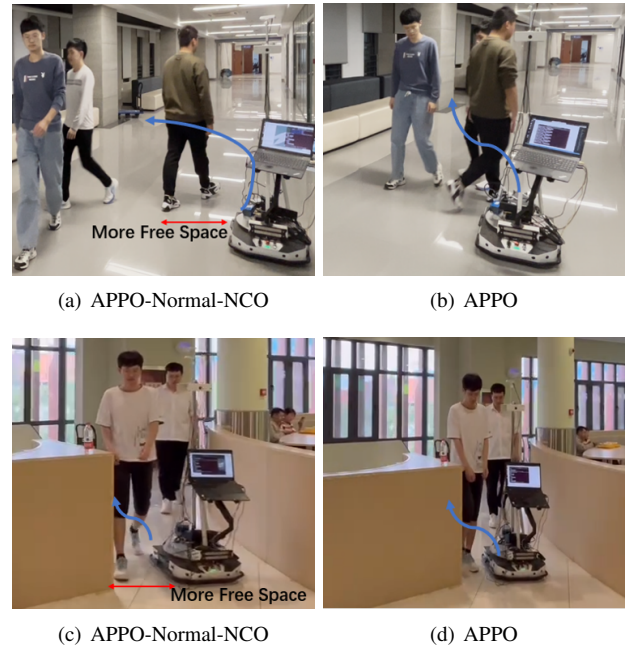 More Free Space
(a) APPO-Normal-NCO
(b) APPO
More Free Space
(c) APPO-Normal-NCO
(d) APPO